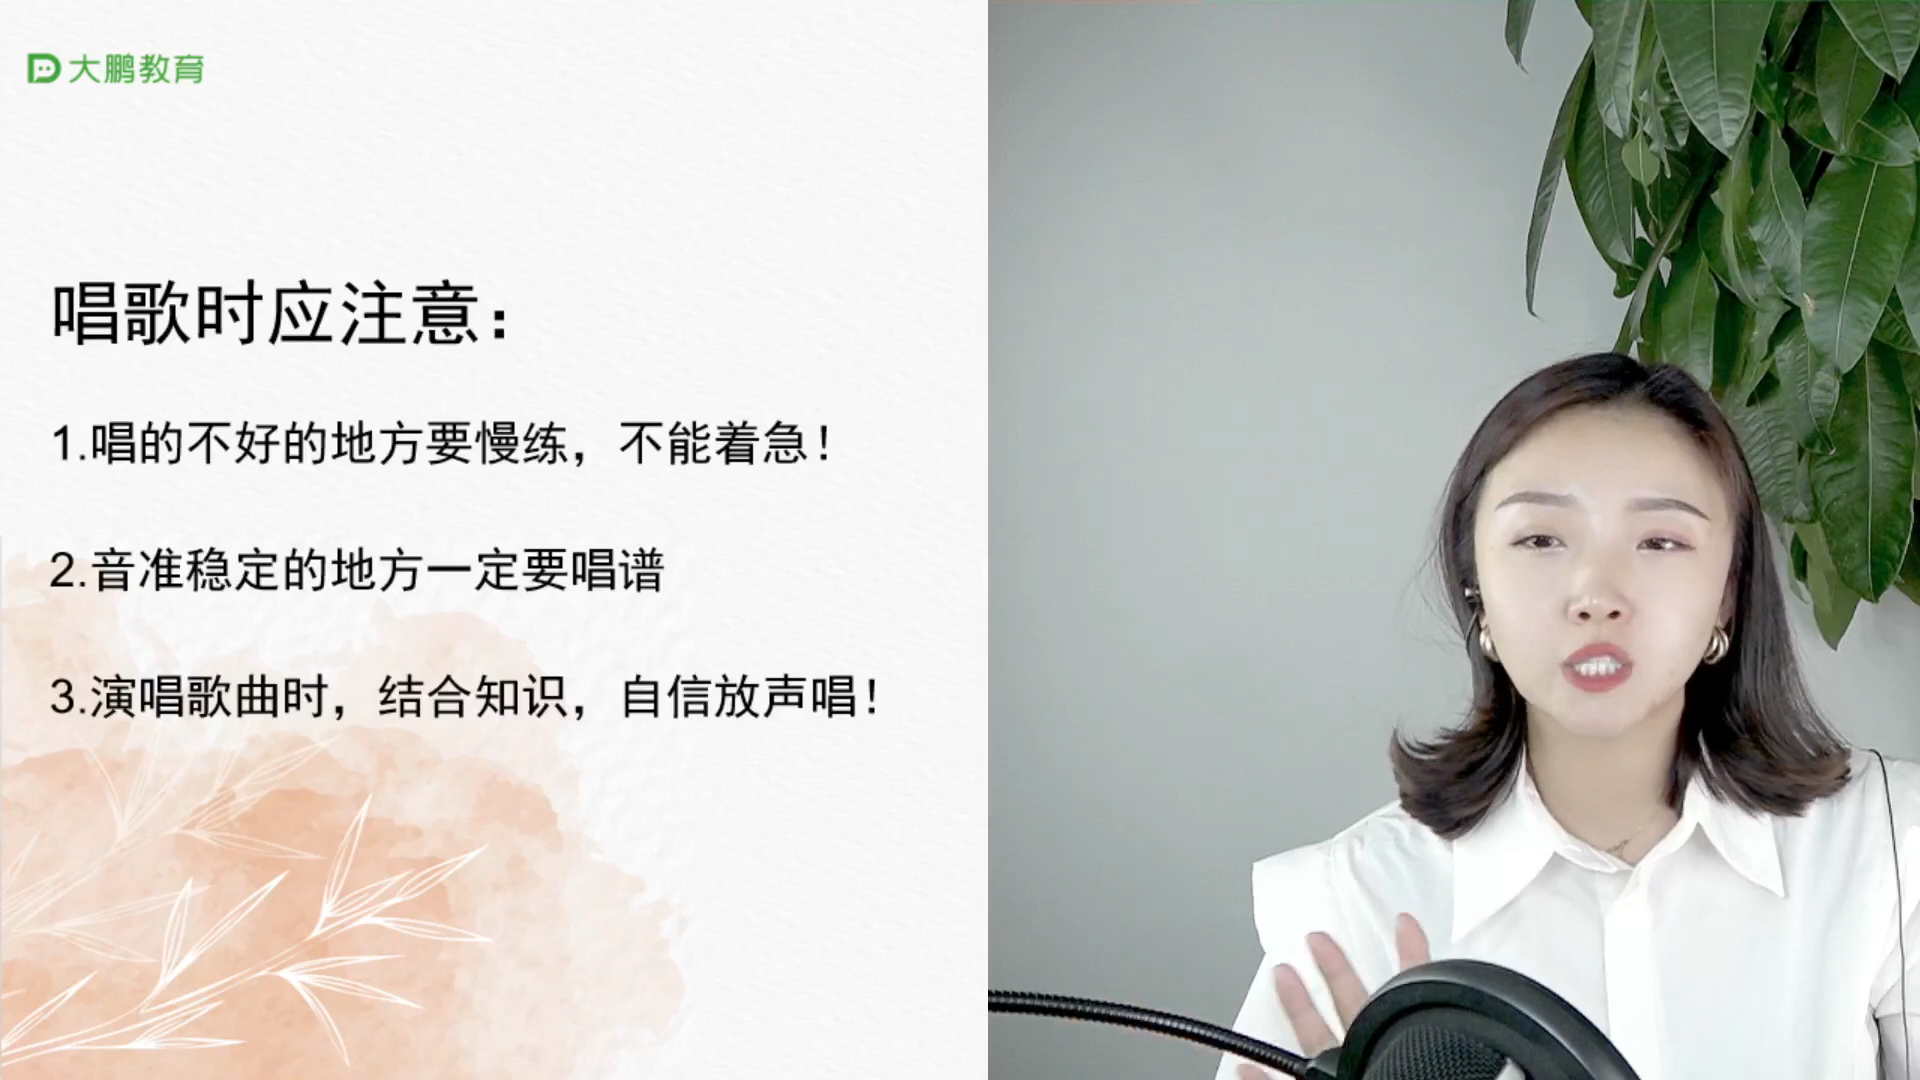 大鹏教育
唱歌时应注意：
1.唱的不好的地方要慢练，不能着急！
2.音准稳定的地方一定要唱谱
3.演唱歌曲时，结合知识，自信放声唱！